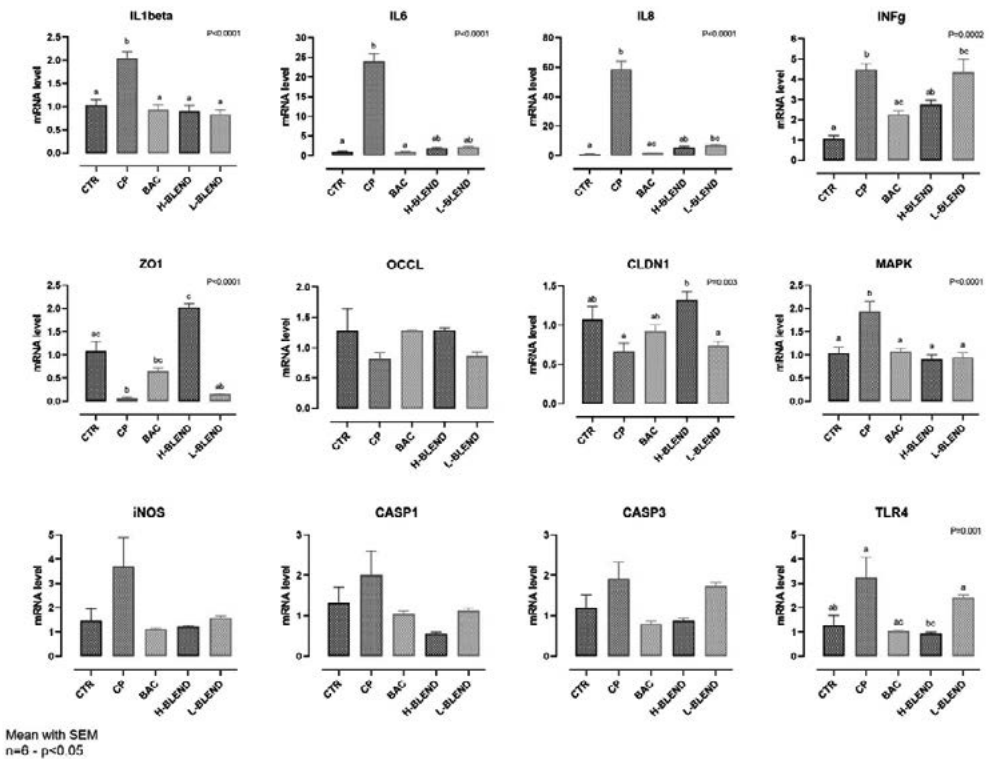 IL1beta
P<0.0001
mRNA level
2.5
2.0
1.5
1.0
0.5
0.0
a
b
a
a
a
CTR
CP
BAC
H-BLEND
L-BLEND
IL6
P<0.0001
mRNA level
30
25
20
15
10
5
0
a
b
a
ab
ab
CTR
CP
BAC
H-BLEND
L-BLEND
IL8
P<0.0001
mRNA level
80
60
40
20
0
a
b
ac
ab
bc
CTR
CP
BAC
H-BLEND
L-BLEND
INFg
P=0.0002
mRNA level
6
5
4
3
2
1
0
a
b
ac
ab
bc
CTR
CP
BAC
H-BLEND
L-BLEND
ZO1
P<0.0001
mRNA level
2.5
2.0
1.5
1.0
0.5
0.0
ac
b
bc
c
ab
CTR
CP
BAC
H-BLEND
L-BLEND
OCCL
mRNA level
2.0
1.5
1.0
0.5
0.0
CTR
CP
BAC
H-BLEND
L-BLEND
CLDN1
P=0.003
mRNA level
1.5
1.0
0.5
0.0
ab
a
ab
b
a
CTR
CP
BAC
H-BLEND
L-BLEND
MAPK
P<0.0001
mRNA level
2.5
2.0
1.5
1.0
0.5
0.0
a
b
a
a
a
CTR
CP
BAC
H-BLEND
L-BLEND
iNOS
mRNA level
5
4
3
2
1
0
CTR
CP
BAC
H-BLEND
L-BLEND
CASP1
mRNA level
3
2
1
0
CTR
CP
BAC
H-BLEND
L-BLEND
CASP3
mRNA level
3
2
1
0
CTR
CP
BAC
H-BLEND
L-BLEND
TLR4
P=0.001
mRNA level
5
4
3
2
1
0
ab
a
ac
bc
a
CTR
CP
BAC
H-BLEND
L-BLEND
Mean with SEM
n=6 - p<0.05